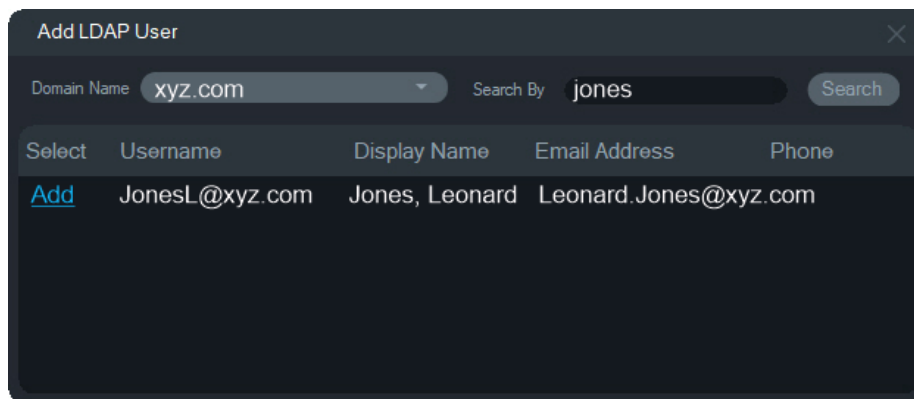 Add LDAP User
Domain Name xyz.com Search By jones Search
Select Username Display Name Email Address Phone
Add JonesL@xyz.com Jones, Leonard Leonard.Jones@xyz.com